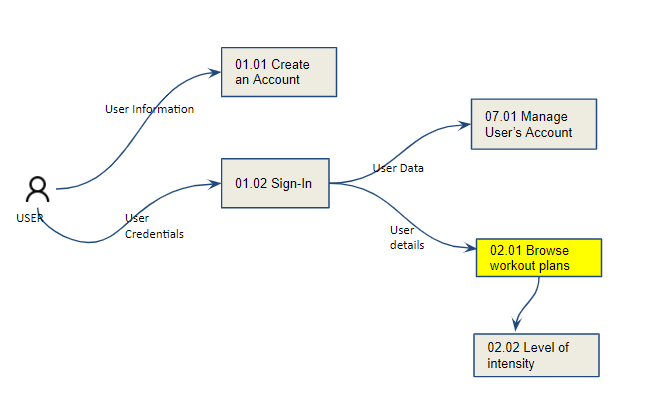 01.01 Create
an Account
User Information
07.01 Manage
User's Account
User Data
01.02 Sign-In
USER
User
Credentials
User
details
02.01 Browse
workout plans
02.02 Level of
intensity